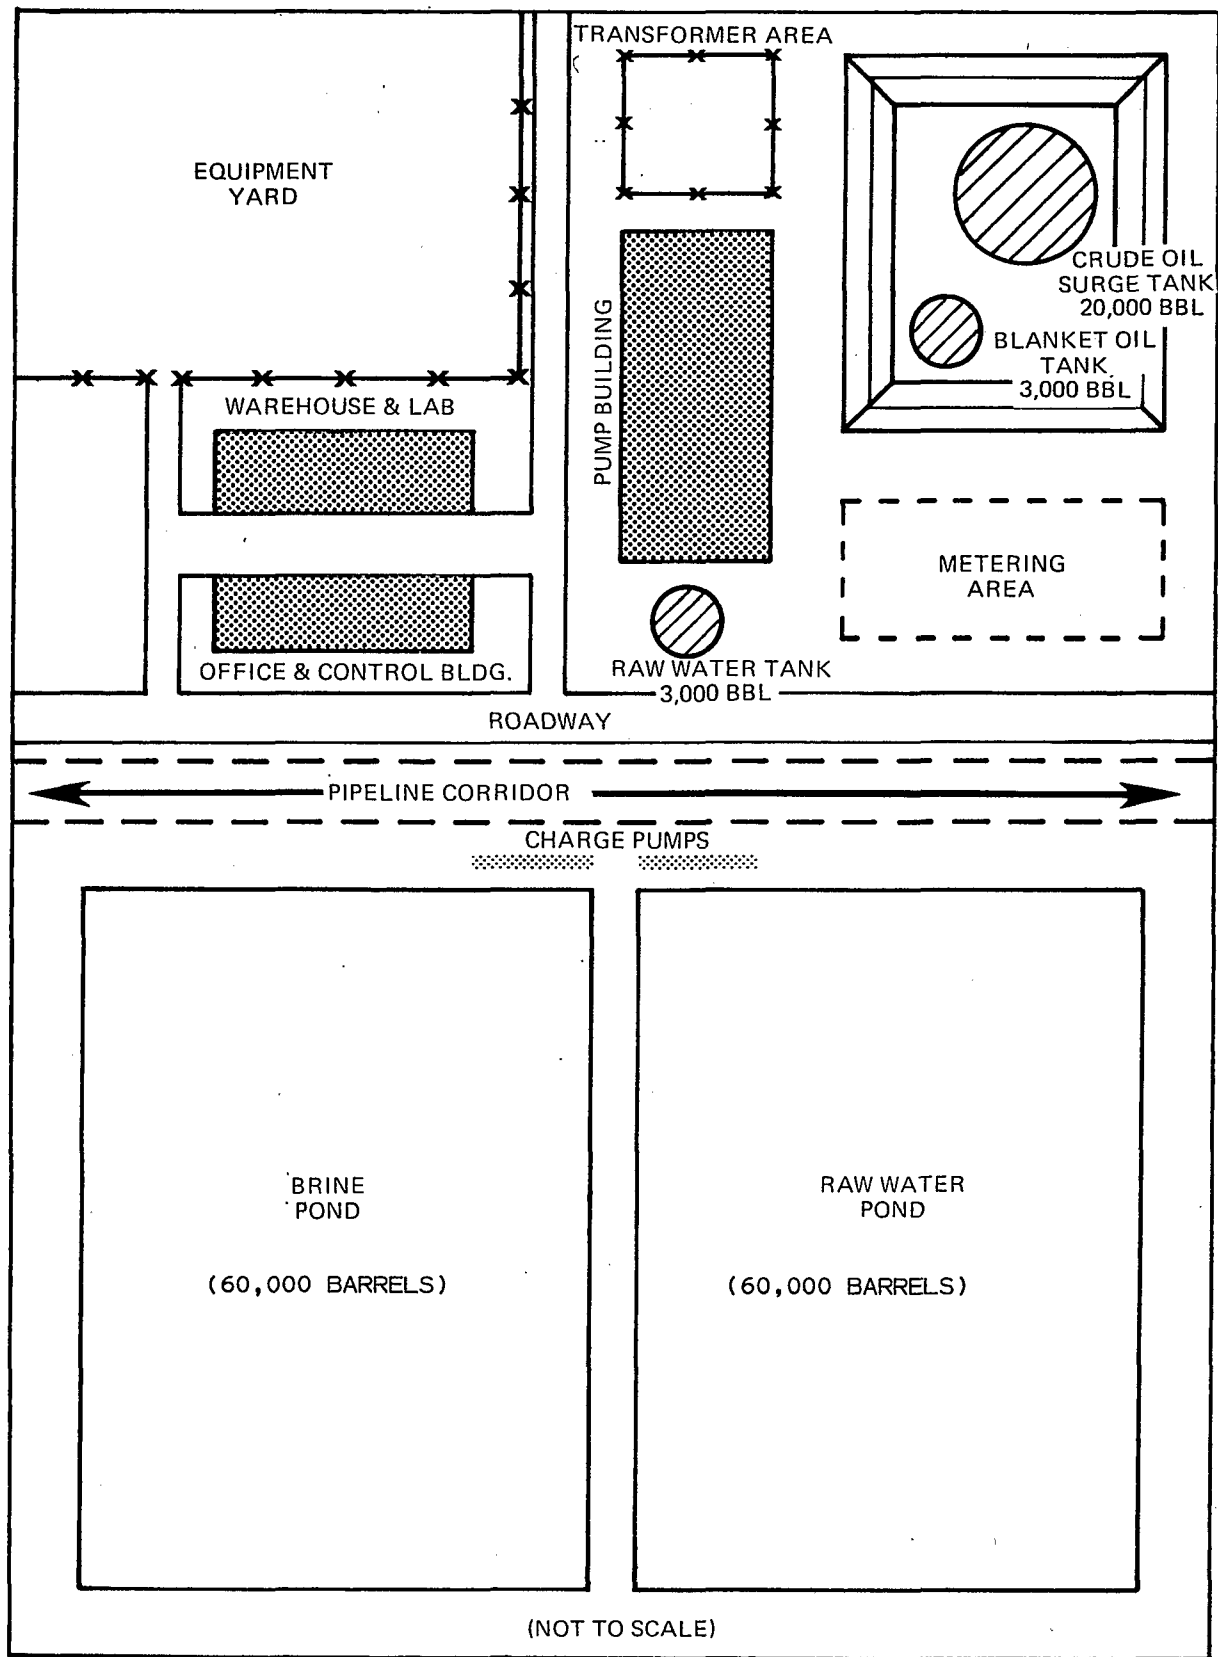 TRANSFORMER AREA
EQUIPMENT
YARD
CRUDE OIL
SURGE TANK
20,000 BBL
BLANKET OIL
TANK
3,000 BBL
PUMP BUILDING
WAREHOUSE & LAB
METERING
AREA
OFFICE & CONTROL BLDG.
RAW WATER TANK
3,000 BBL
ROADWAY
PIPELINE CORRIDOR
CHARGE PUMPS
BRINE
POND
(60,000 BARRELS)
RAW WATER
POND
(60,000 BARRELS)
(NOT TO SCALE)